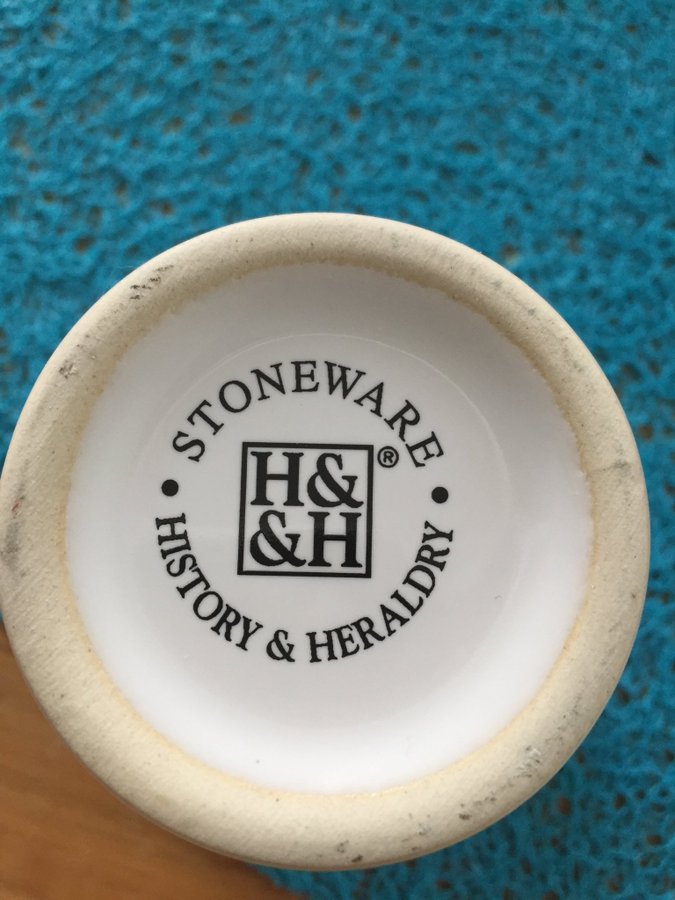 STONEWARE
H&
&H®
• HISTORY & HERALDRY •